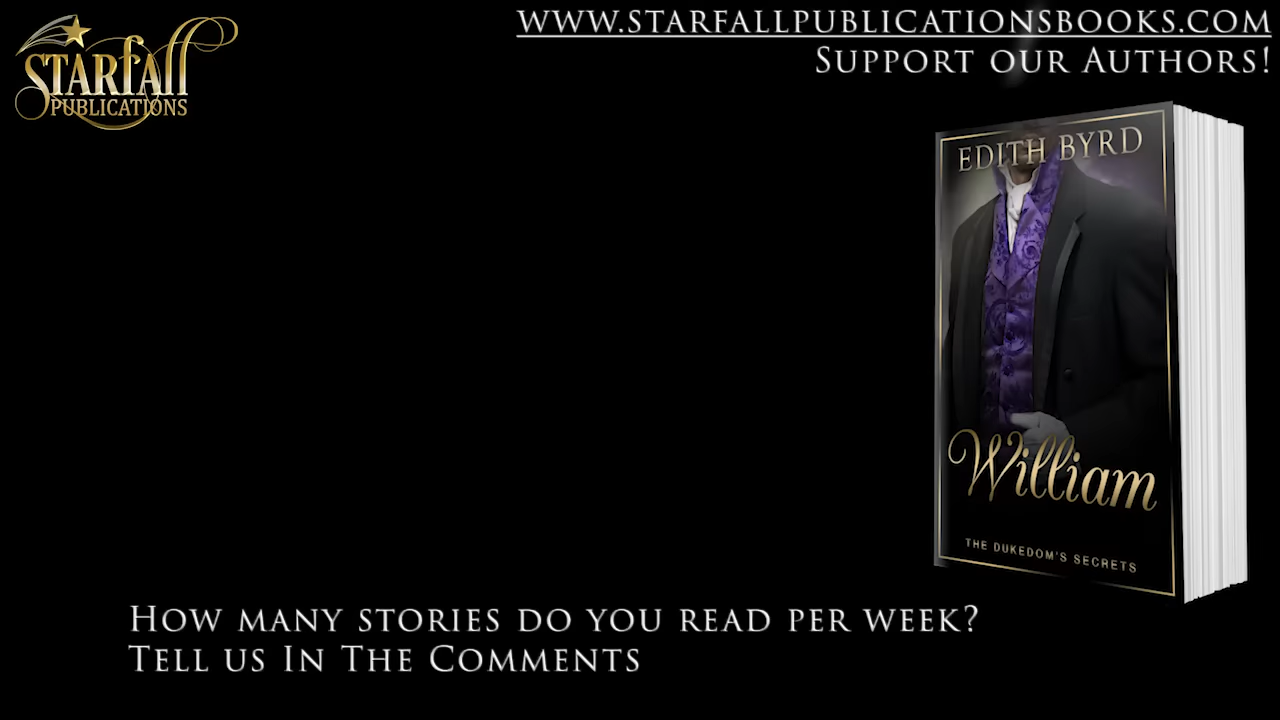 STARfall
PUBLICATIONS
WWW.STARFALLPUBLICATIONSBOOKS.COM
SUPPORT OUR AUTHORS!
EDITH BYRD
William
THE DUKEDOM'S SECRETS
HOW MANY STORIES DO YOU READ PER WEEK?
TELL US IN THE COMMENTS